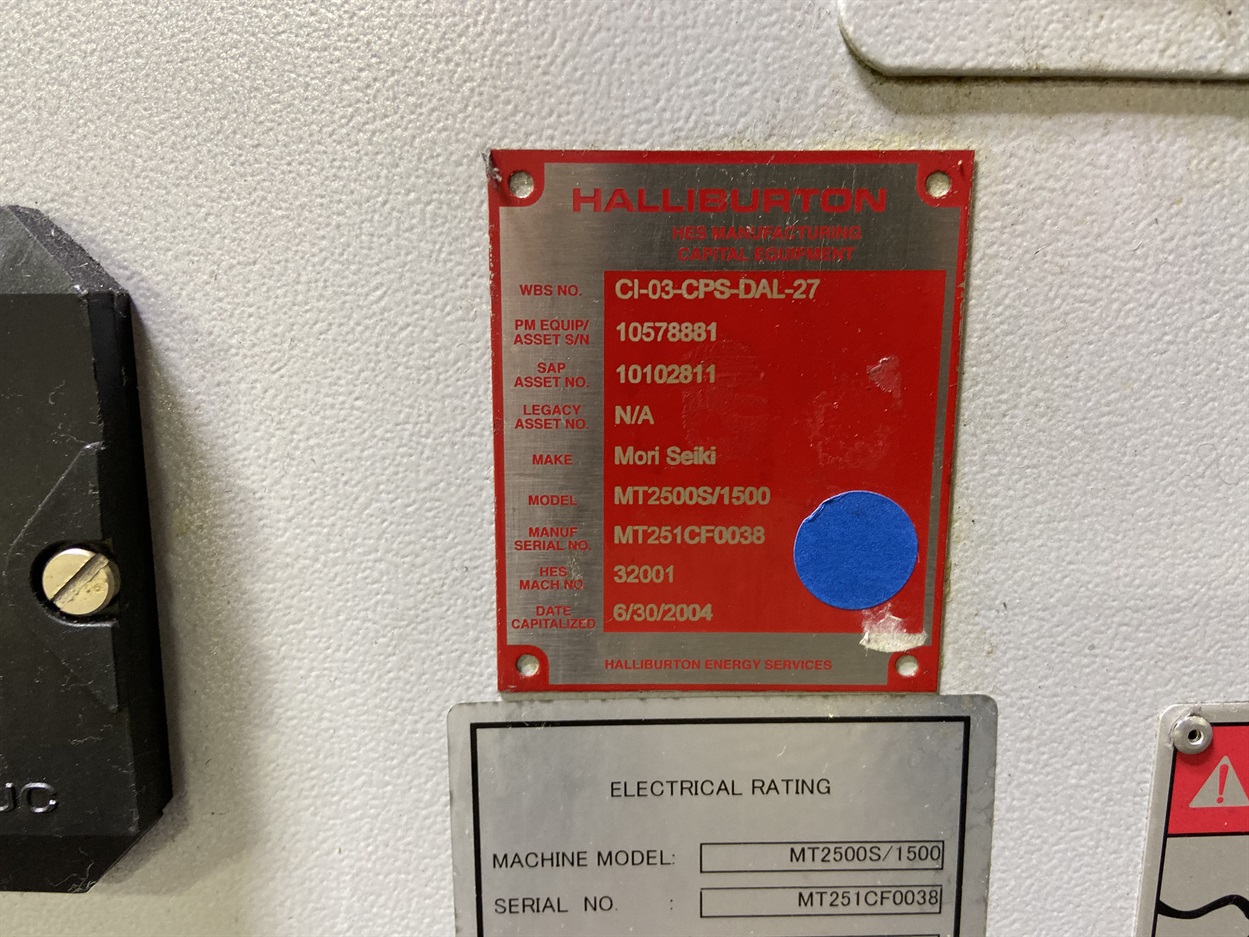 HALLIBURTON
HES MANUFACTURING
CAPITAL EQUIPMENT
WBS NO. CI-03-CPS-DAL-27
PM EQUIP/
ASSET S/N 10578881
SAP
ASSET NO. 10102811
LEGACY
ASSET NO. N/A
MAKE Mori Seiki
MODEL MT2500S/1500
MANUF
SERIAL NO. MT251CF0038
HES
MACH NO 32001
DATE
CAPITALIZED 6/30/2004
HALLIBURTON ENERGY SERVICES
ELECTRICAL RATING
MACHINE MODEL: MT2500S/1500
SERIAL NO. : MT251CF0038